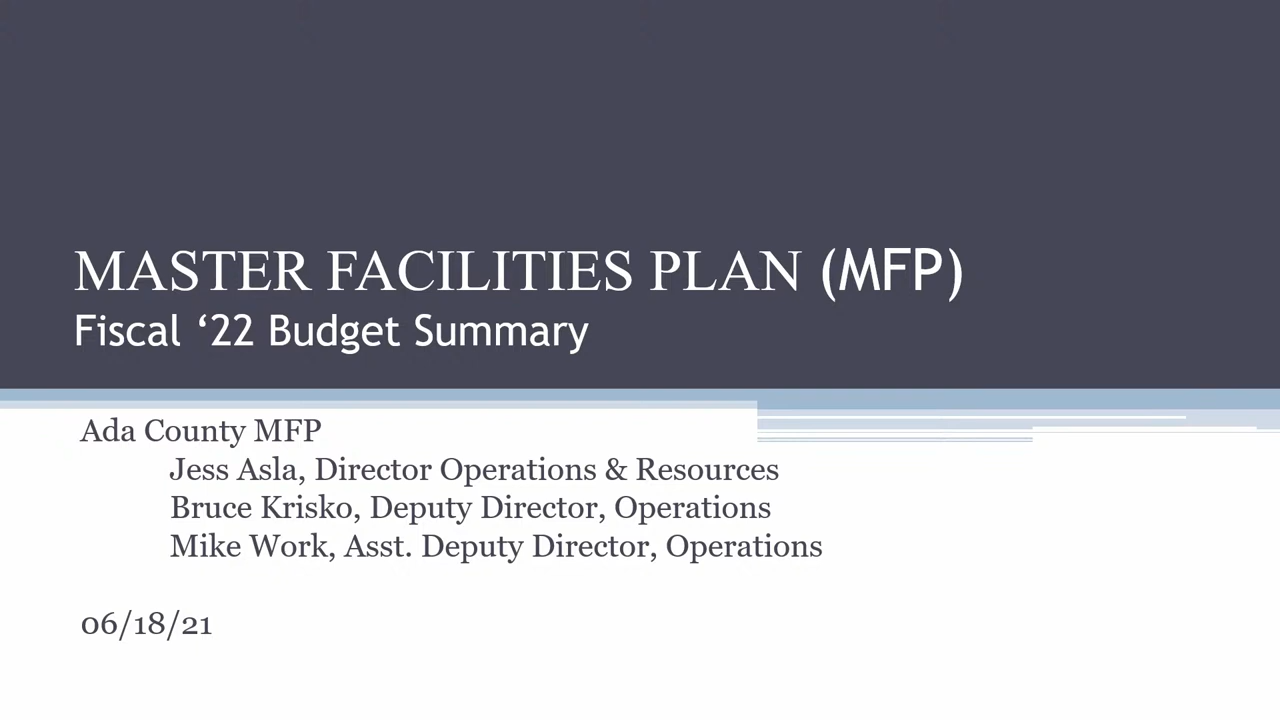 MASTER FACILITIES PLAN (MFP)
Fiscal ‘22 Budget Summary
Ada County MFP
Jess Asla, Director Operations & Resources
Bruce Krisko, Deputy Director, Operations
Mike Work, Asst. Deputy Director, Operations
06/18/21